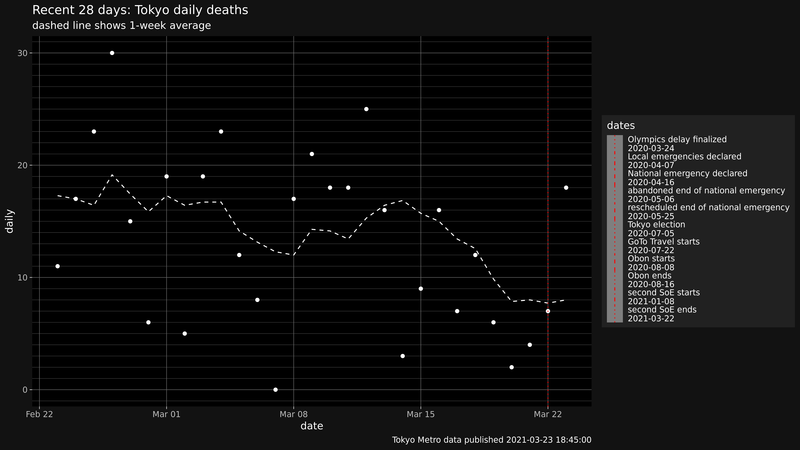 Recent 28 days: Tokyo daily deaths
dashed line shows 1-week average
30
20
10
0
daily
Feb 22
Mar 01
Mar 08
Mar 15
Mar 22
date
dates
Olympics delay finalized
2020-03-24
Local emergencies declared
2020-04-07
National emergency declared
2020-04-16
abandoned end of national emergency
2020-05-06
rescheduled end of national emergency
2020-05-25
Tokyo election
2020-07-05
GoTo Travel starts
2020-07-22
Obon starts
2020-08-08
Obon ends
2020-08-16
second SoE starts
2021-01-08
second SoE ends
2021-03-22
Tokyo Metro data published 2021-03-23 18:45:00